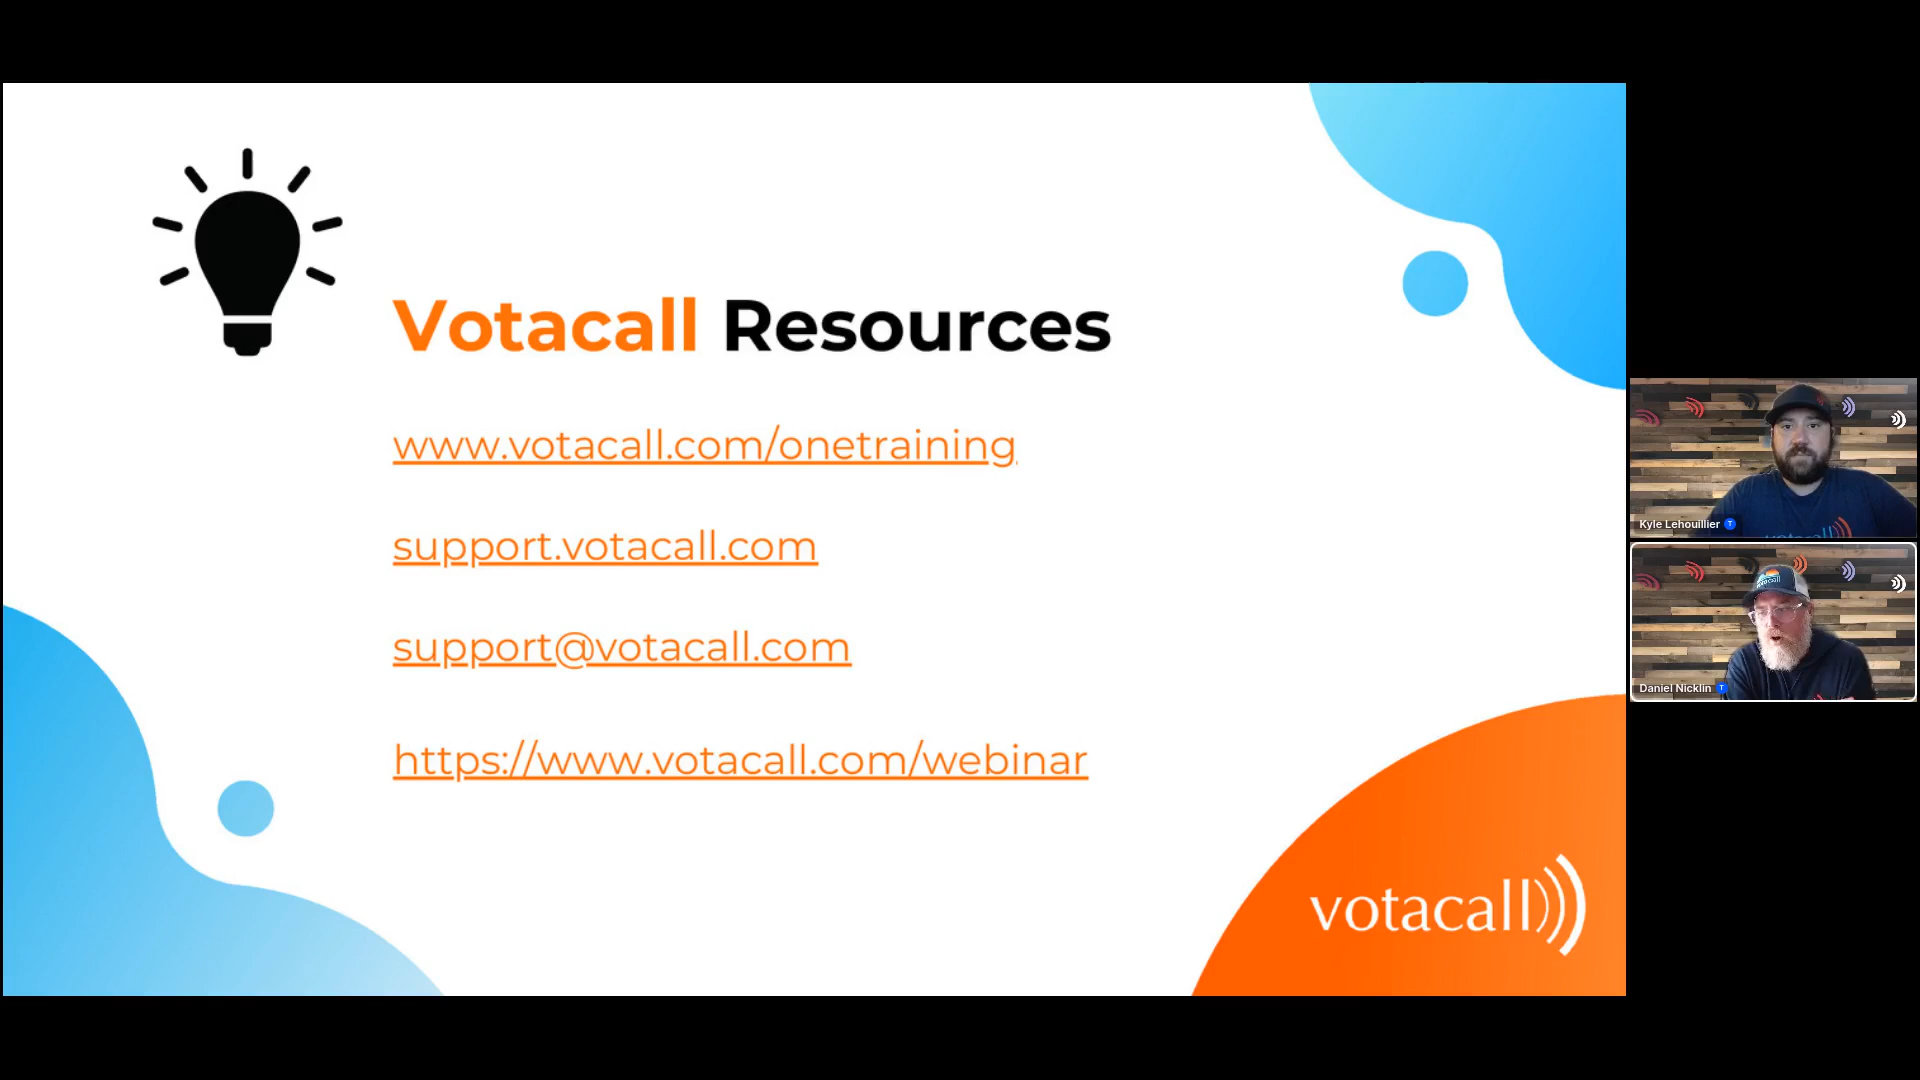 Votacall Resources
www.votacall.com/onetraining
support.votacall.com
support@votacall.com
https://www.votacall.com/webinar
votacall
Kyle Lehouillier
T
votacall
Daniel Nicklin
T